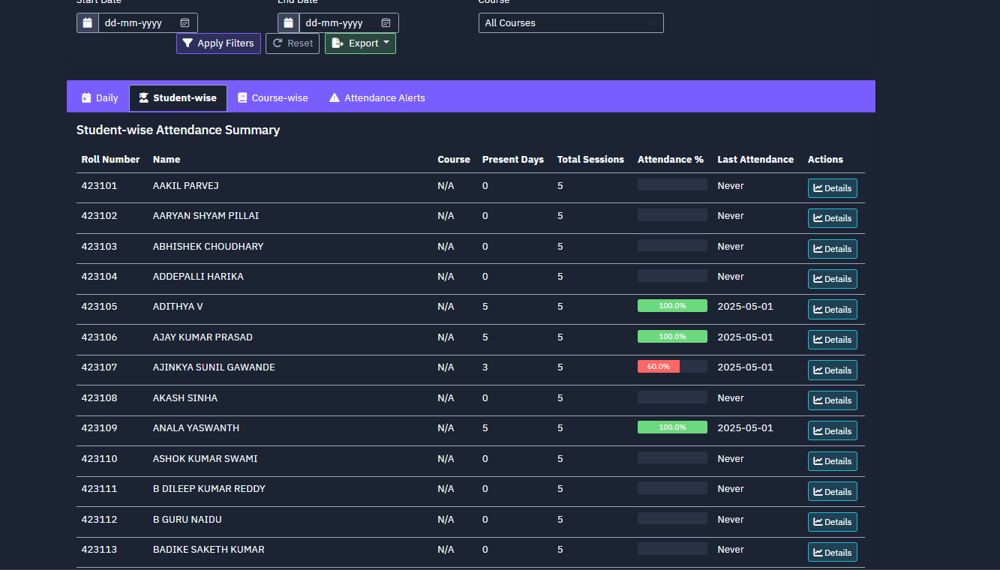 Start Date End Date Course
dd-mm-yyyy dd-mm-yyyy All Courses
Apply Filters Reset Export
Daily Student-wise Course-wise Attendance Alerts
Student-wise Attendance Summary
Roll Number Name Course Present Days Total Sessions Attendance % Last Attendance Actions
423101 AAKIL PARVEJ N/A 0 5 Never Details
423102 AARYAN SHYAM PILLAI N/A 0 5 Never Details
423103 ABHISHEK CHOUDHARY N/A 0 5 Never Details
423104 ADDEPALLI HARIKA N/A 0 5 Never Details
423105 ADITHYA V N/A 5 5 100.0% 2025-05-01 Details
423106 AJAY KUMAR PRASAD N/A 5 5 100.0% 2025-05-01 Details
423107 AJINKYA SUNIL GAWANDE N/A 3 5 60.0% 2025-05-01 Details
423108 AKASH SINHA N/A 0 5 Never Details
423109 ANALA YASWANTH N/A 5 5 100.0% 2025-05-01 Details
423110 ASHOK KUMAR SWAMI N/A 0 5 Never Details
423111 B DILEEP KUMAR REDDY N/A 0 5 Never Details
423112 B GURU NAIDU N/A 0 5 Never Details
423113 BADIKE SAKETH KUMAR N/A 0 5 Never Details